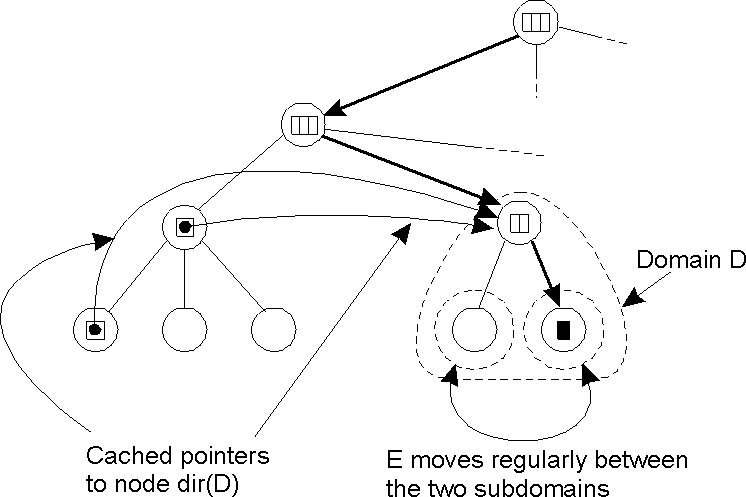 Domain D
Cached pointers
to node dir(D)
E moves regularly between
the two subdomains